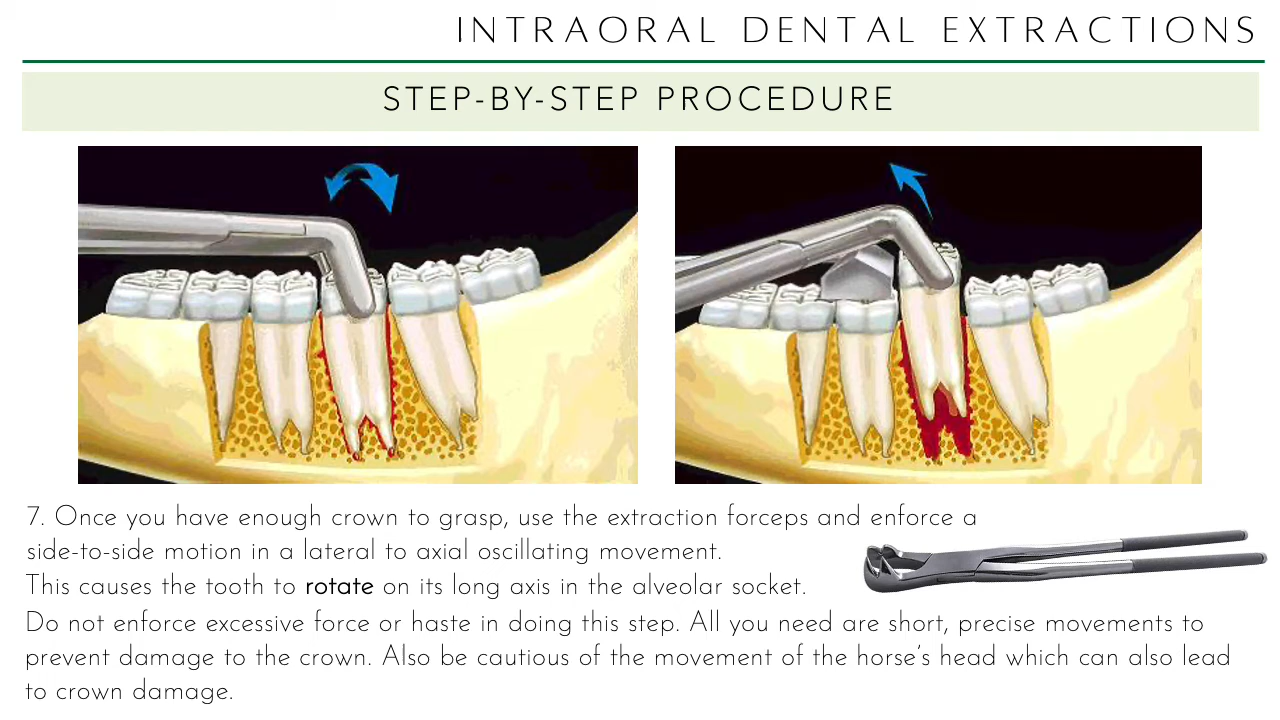 INTRAORAL DENTAL EXTRACTIONS
STEP-BY-STEP PROCEDURE
7. Once you have enough crown to grasp, use the extraction forceps and enforce a
side-to-side motion in a lateral to axial oscillating movement.
This causes the tooth to rotate on its long axis in the alveolar socket.
Do not enforce excessive force or haste in doing this step. All you need are short, precise movements to
prevent damage to the crown. Also be cautious of the movement of the horse's head which can also lead
to crown damage.